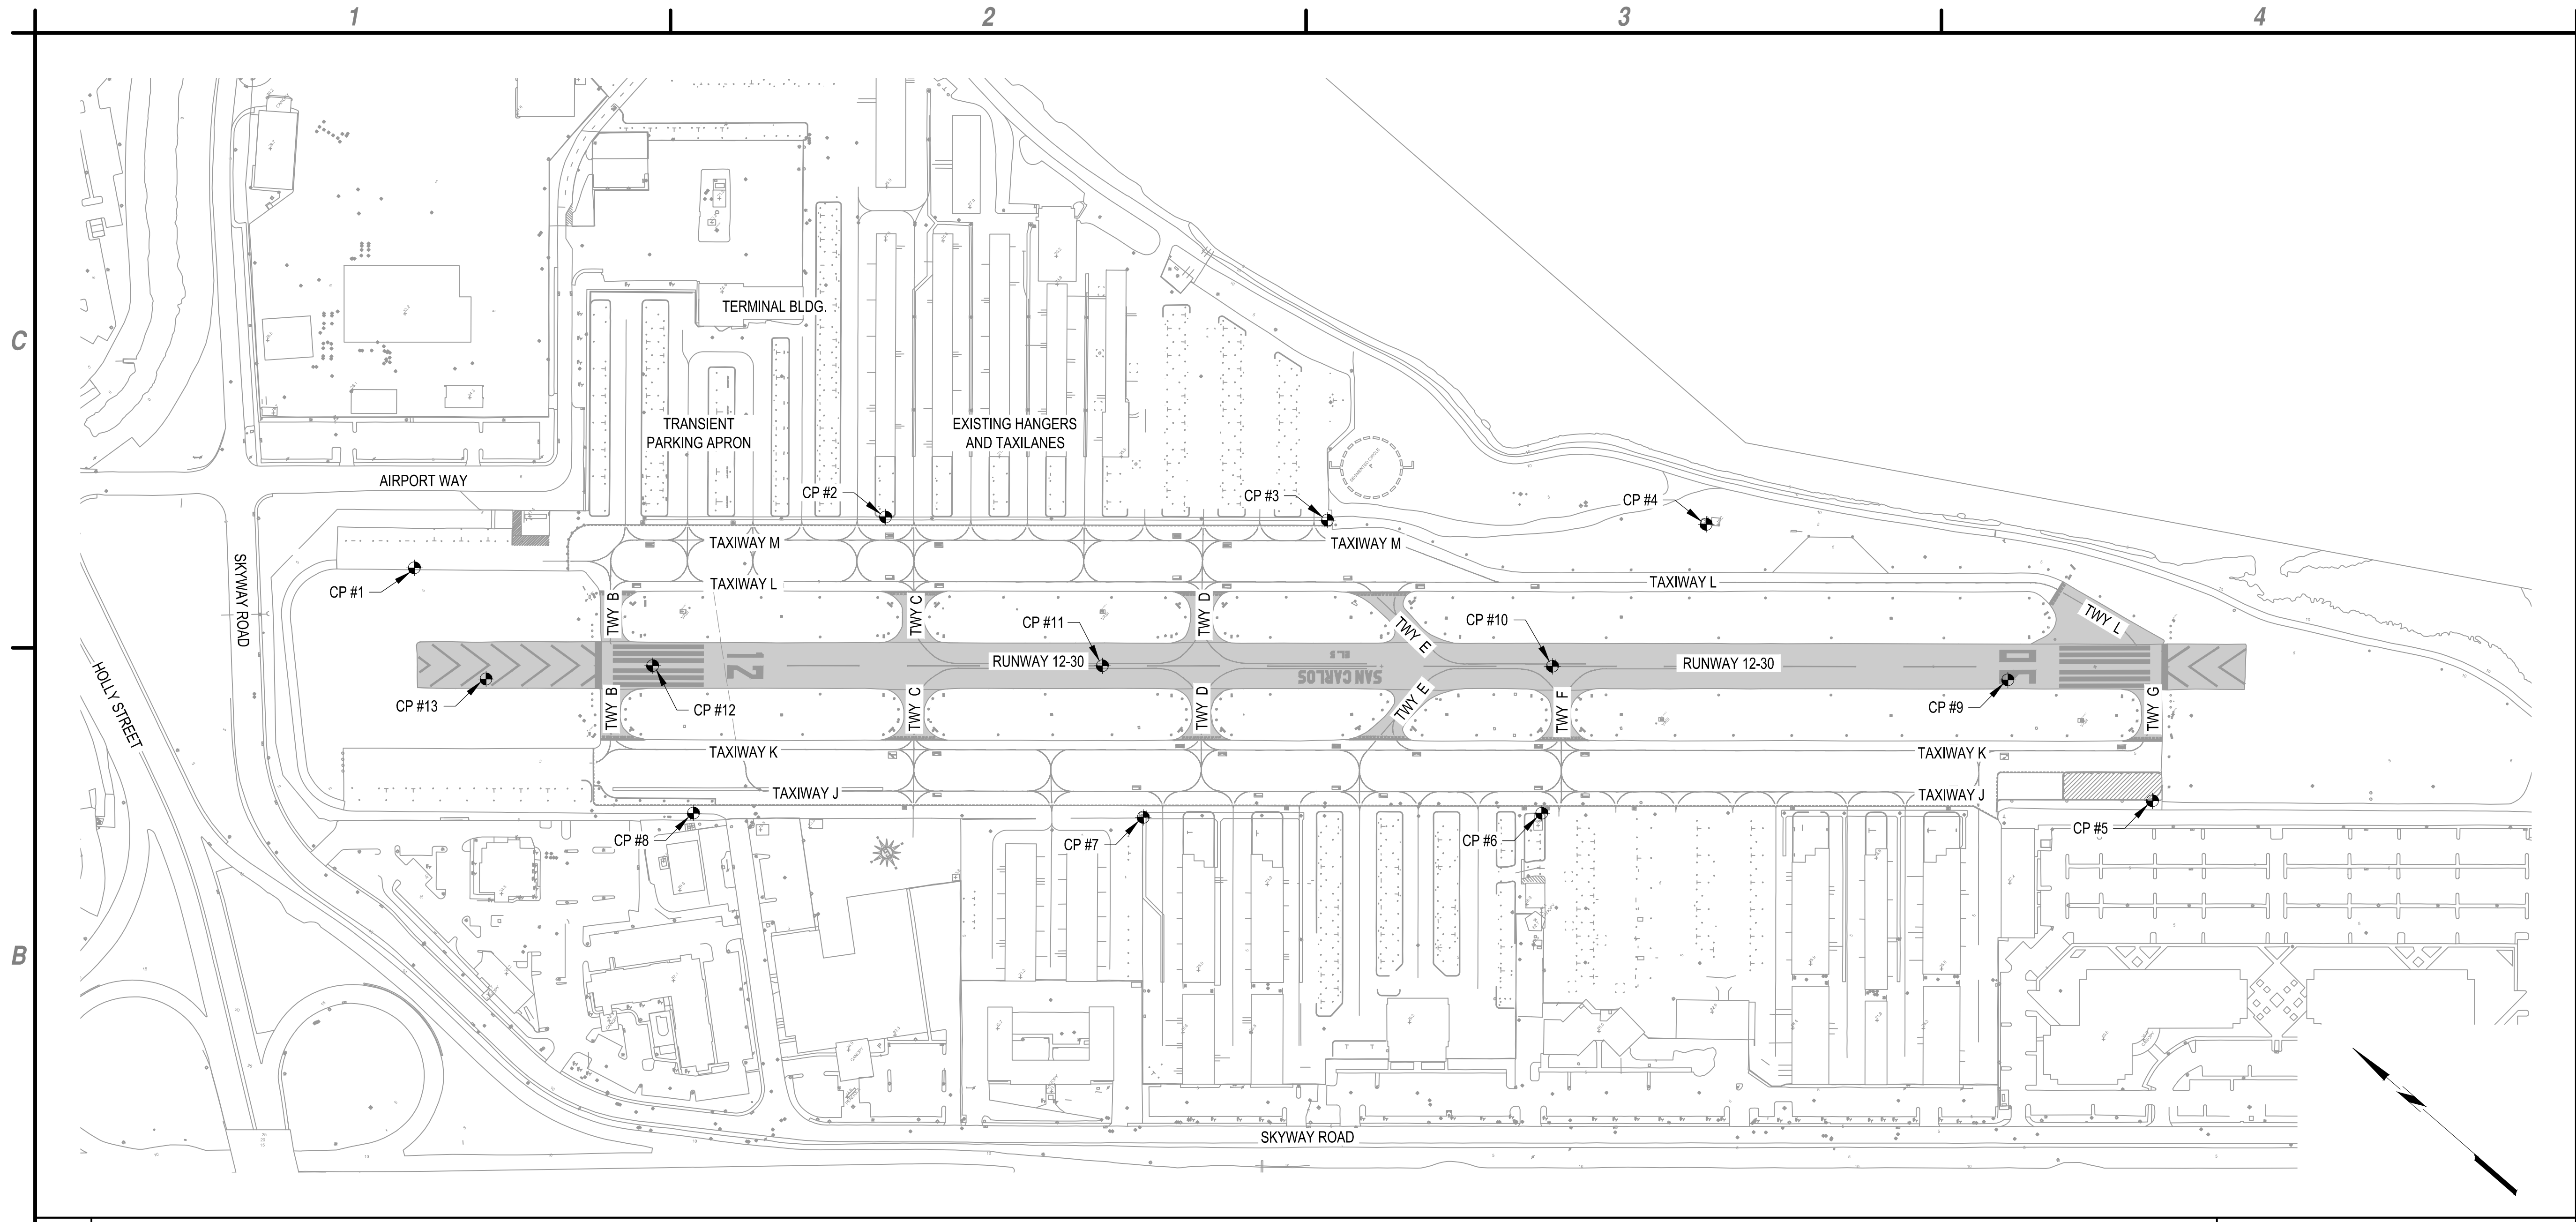 1 2 3 4
C
B
TERMINAL BLDG.
TRANSIENT
PARKING APRON
EXISTING HANGERS
AND TAXILANES
AIRPORT WAY
CP #2
CP #3
CP #4
TAXIWAY M
TAXIWAY M
SKYWAY ROAD
CP #1
TAXIWAY L
TAXIWAY L
TWY B
TWY C
TWY D
TWY E
TWY L
CP #11
CP #10
HOLLY STREET
12
RUNWAY 12-30
SAN CARLOS
RUNWAY 12-30
30
CP #13
CP #12
CP #9
TWY B
TWY C
TWY D
TWY E
TWY F
TWY G
TAXIWAY K
TAXIWAY K
TAXIWAY J
TAXIWAY J
CP #8
CP #7
CP #6
CP #5
SKYWAY ROAD